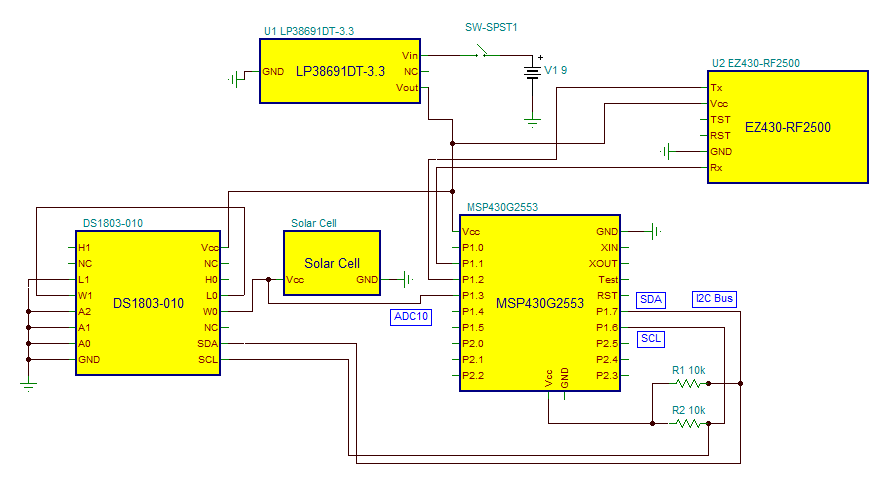 SW-SPST1
U1 LP38691DT-3.3
Vin
GND
LP38691DT-3.3
NC
Vout
+
V1 9
U2 EZ430-RF2500
Tx
Vcc
TST
EZ430-RF2500
RST
GND
Rx
DS1803-010
H1
Vcc
NC
NC
L1
H0
W1
L0
DS1803-010
A2
W0
A1
NC
A0
SDA
GND
SCL
Solar Cell
Solar Cell
Vcc
GND
ADC10
MSP430G2553
Vcc
GND
P1.0
XIN
P1.1
XOUT
P1.2
Test
P1.3
RST
MSP430G2553
P1.4
P1.7
P1.5
P1.6
P2.0
P2.5
P2.1
P2.4
P2.2
P2.3
Vcc
GND
SDA
I2C Bus
SCL
R1 10k
R2 10k